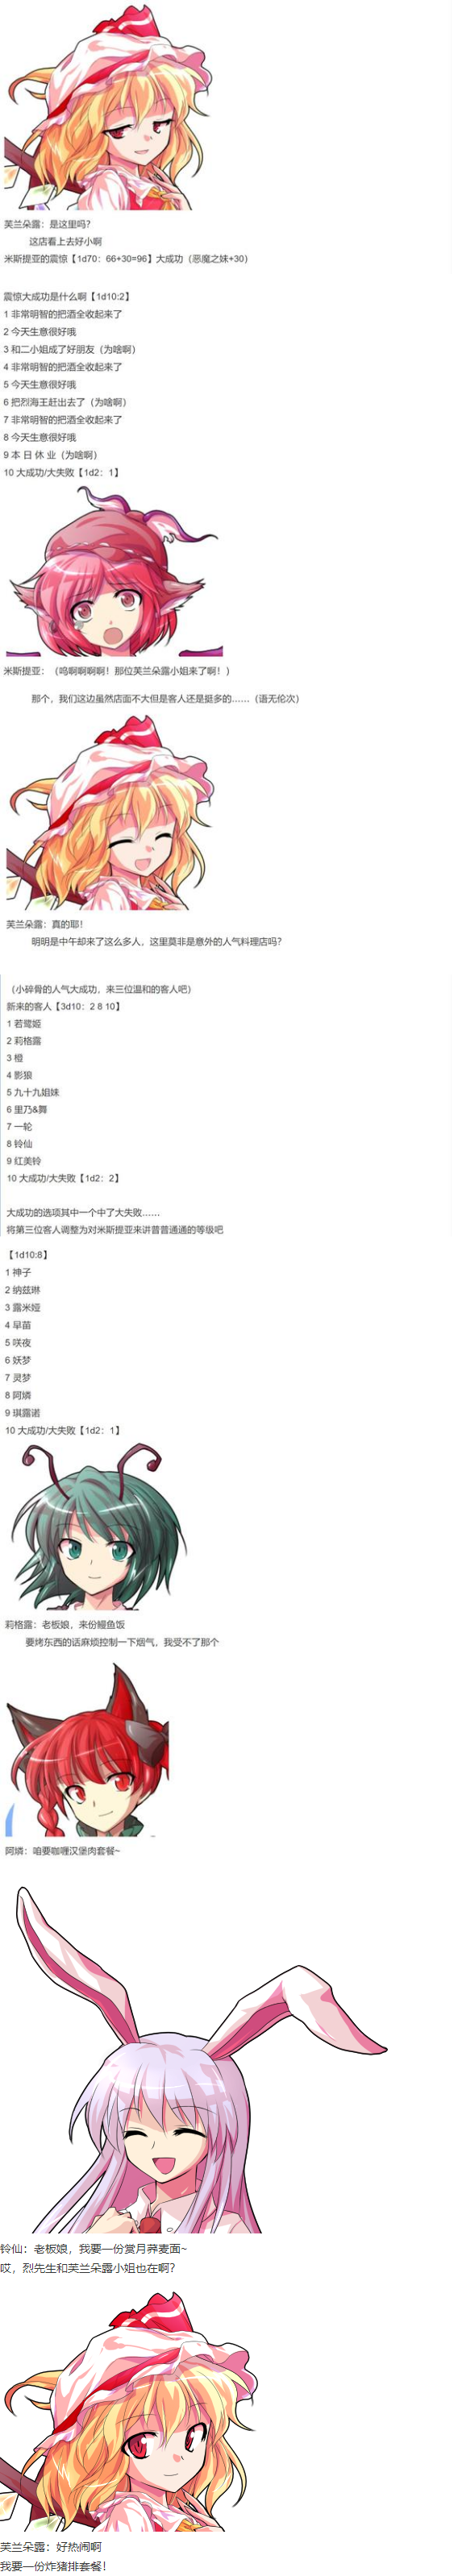 芙兰朵露：是这里吗？
这店看上去好小啊
米斯提亚的震惊【1d70：66+30=96】大成功（恶魔之妹+30）
震惊大成功是什么啊【1d10:2】
1 非常明智的把酒全收起来了
2 今天生意很好哦
3 和二小姐成了好朋友（为啥啊）
4 非常明智的把酒全收起来了
5 今天生意很好哦
6 把烈海王赶出去了（为啥啊）
7 非常明智的把酒全收起来了
8 今天生意很好哦
9 本 日 休 业（为啥啊）
10 大成功/大失败【1d2：1】
米斯提亚：（呜啊啊啊啊！那位芙兰朵露小姐来了啊！）
那个，我们这边虽然店面不大但是客人还是挺多的……（语无伦次）
芙兰朵露：真的耶！
明明是中午却来了这么多人，这里莫非是意外的人气料理店吗？
（小碎骨的人气大成功，来三位温和的客人吧）
新来的客人【3d10：2 8 10】
1 若鹭姬
2 莉格露
3 橙
4 影狼
5 九十九姐妹
6 里乃&舞
7 一轮
8 铃仙
9 红美铃
10 大成功/大失败【1d2：2】
大成功的选项其中一个中了大失败……
将第三位客人调整为对米斯提亚来讲普普通通的等级吧
【1d10:8】
1 神子
2 纳兹琳
3 露米娅
4 早苗
5 咲夜
6 妖梦
7 灵梦
8 阿燐
9 琪露诺
10 大成功/大失败【1d2：1】
莉格露：老板娘，来份鳗鱼饭
要烤东西的话麻烦控制一下烟气，我受不了那个
阿燐：咱要咖喱汉堡肉套餐~
铃仙：老板娘，我要一份赏月荞麦面~
哎，烈先生和芙兰朵露小姐也在啊？
芙兰朵露：好热闹啊
我要一份炸猪排套餐！